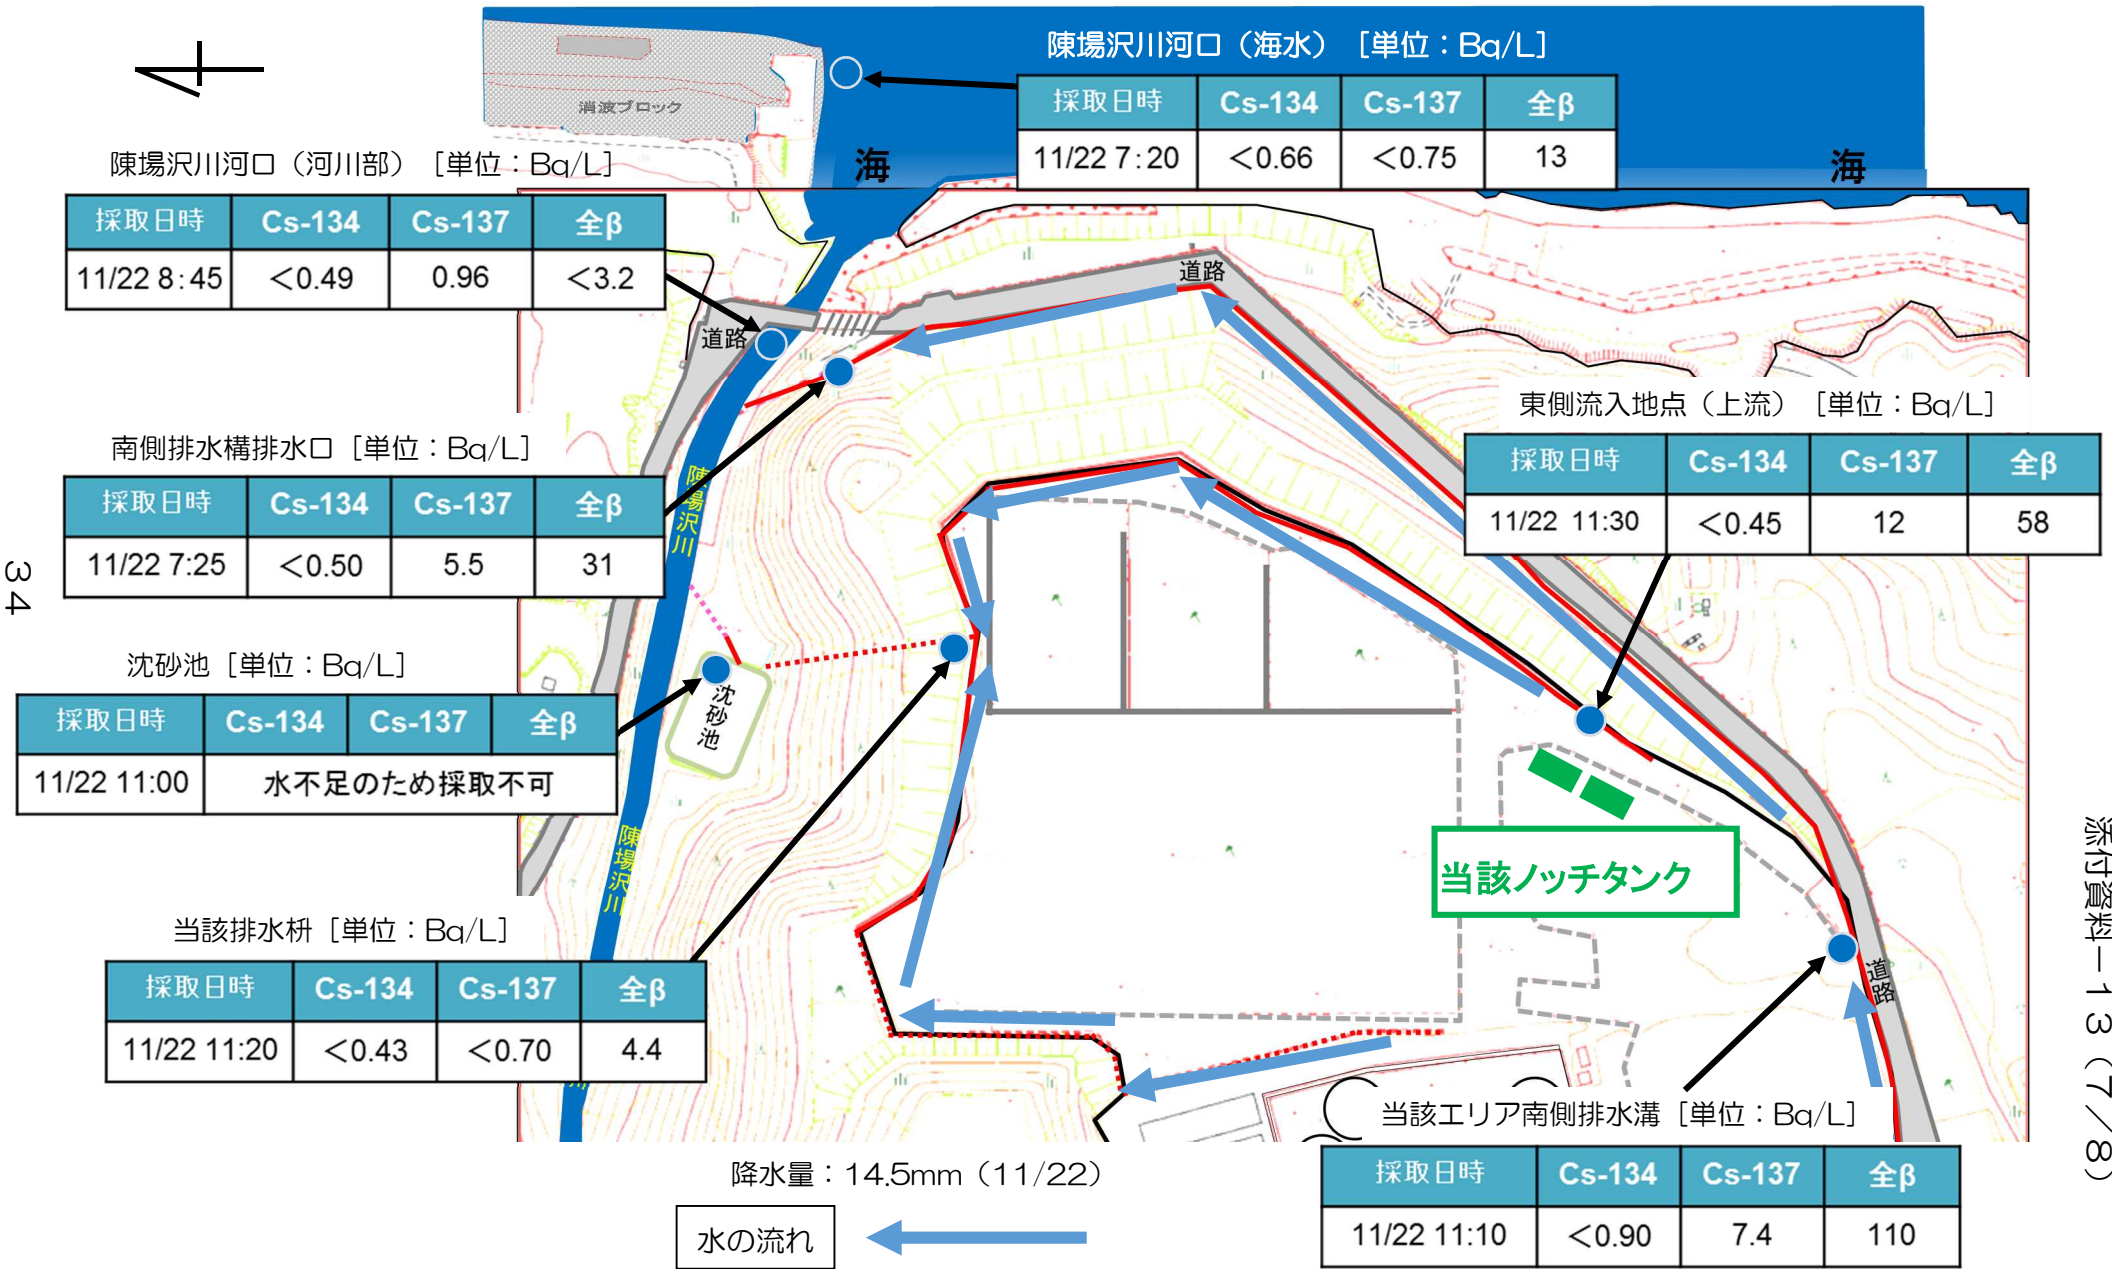 陳場沢川河口（海水）［単位：Bq/L］
採取日時 Cs-134 Cs-137 全β
11/22 7:20 <0.66 <0.75 13
消波ブロック
海
海
陳場沢川河口（河川部）［単位：Bq/L］
採取日時 Cs-134 Cs-137 全β
11/22 8:45 <0.49 0.96 <3.2
道路
道路
東側流入地点（上流）［単位：Bq/L］
採取日時 Cs-134 Cs-137 全β
11/22 11:30 <0.45 12 58
南側排水構排水口［単位：Bq/L］
採取日時 Cs-134 Cs-137 全β
11/22 7:25 <0.50 5.5 31
陳場沢川
34
沈砂池［単位：Bq/L］
採取日時 Cs-134 Cs-137 全β
11/22 11:00 水不足のため採取不可
沈砂池
陳場沢川
当該ノッチタンク
添付資料－13（7／8）
当該排水枡［単位：Bq/L］
採取日時 Cs-134 Cs-137 全β
11/22 11:20 <0.43 <0.70 4.4
川
道路
当該エリア南側排水溝［単位：Bq/L］
採取日時 Cs-134 Cs-137 全β
11/22 11:10 <0.90 7.4 110
降水量：14.5mm（11/22）
水の流れ